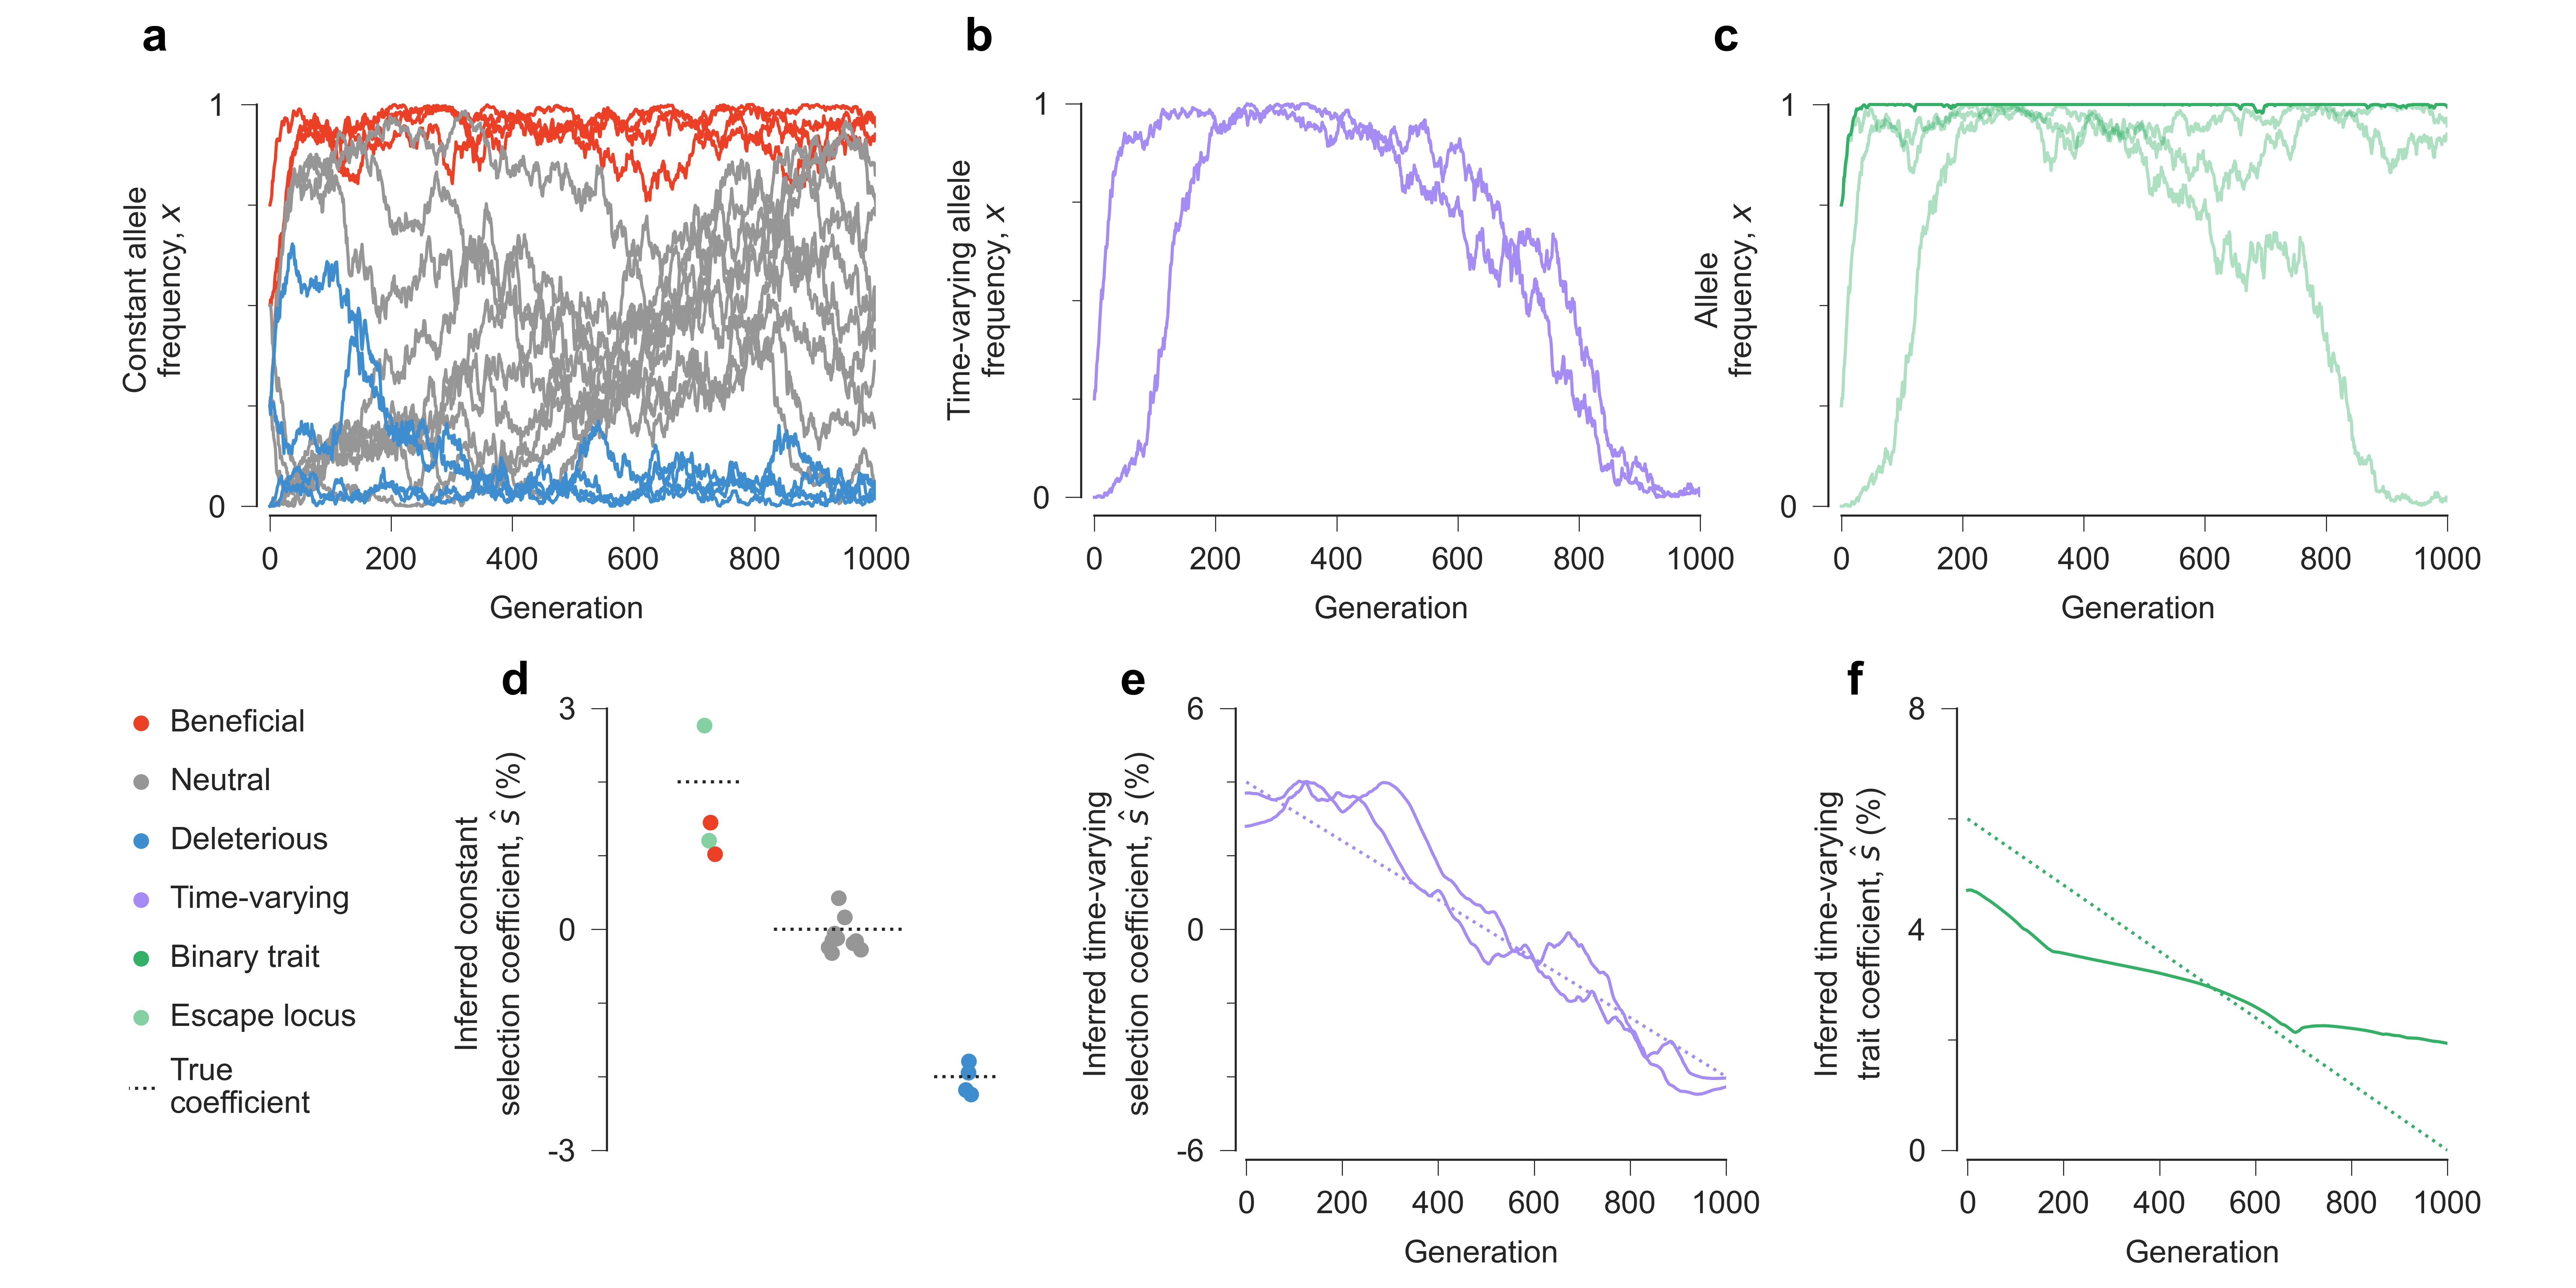 a
1
0
Constant allele
frequency, x
0 200 400 600 800 1000
Generation
b
1
0
Time-varying allele
frequency, x
0 200 400 600 800 1000
Generation
c
1
0
Allele
frequency, x
0 200 400 600 800 1000
Generation
Beneficial
Neutral
Deleterious
Time-varying
Binary trait
Escape locus
True
coefficient
d
3
0
-3
Inferred constant
selection coefficient, ŝ (%)
e
6
0
-6
Inferred time-varying
selection coefficient, ŝ (%)
0 200 400 600 800 1000
Generation
f
8
4
0
Inferred time-varying
trait coefficient, ŝ (%)
0 200 400 600 800 1000
Generation